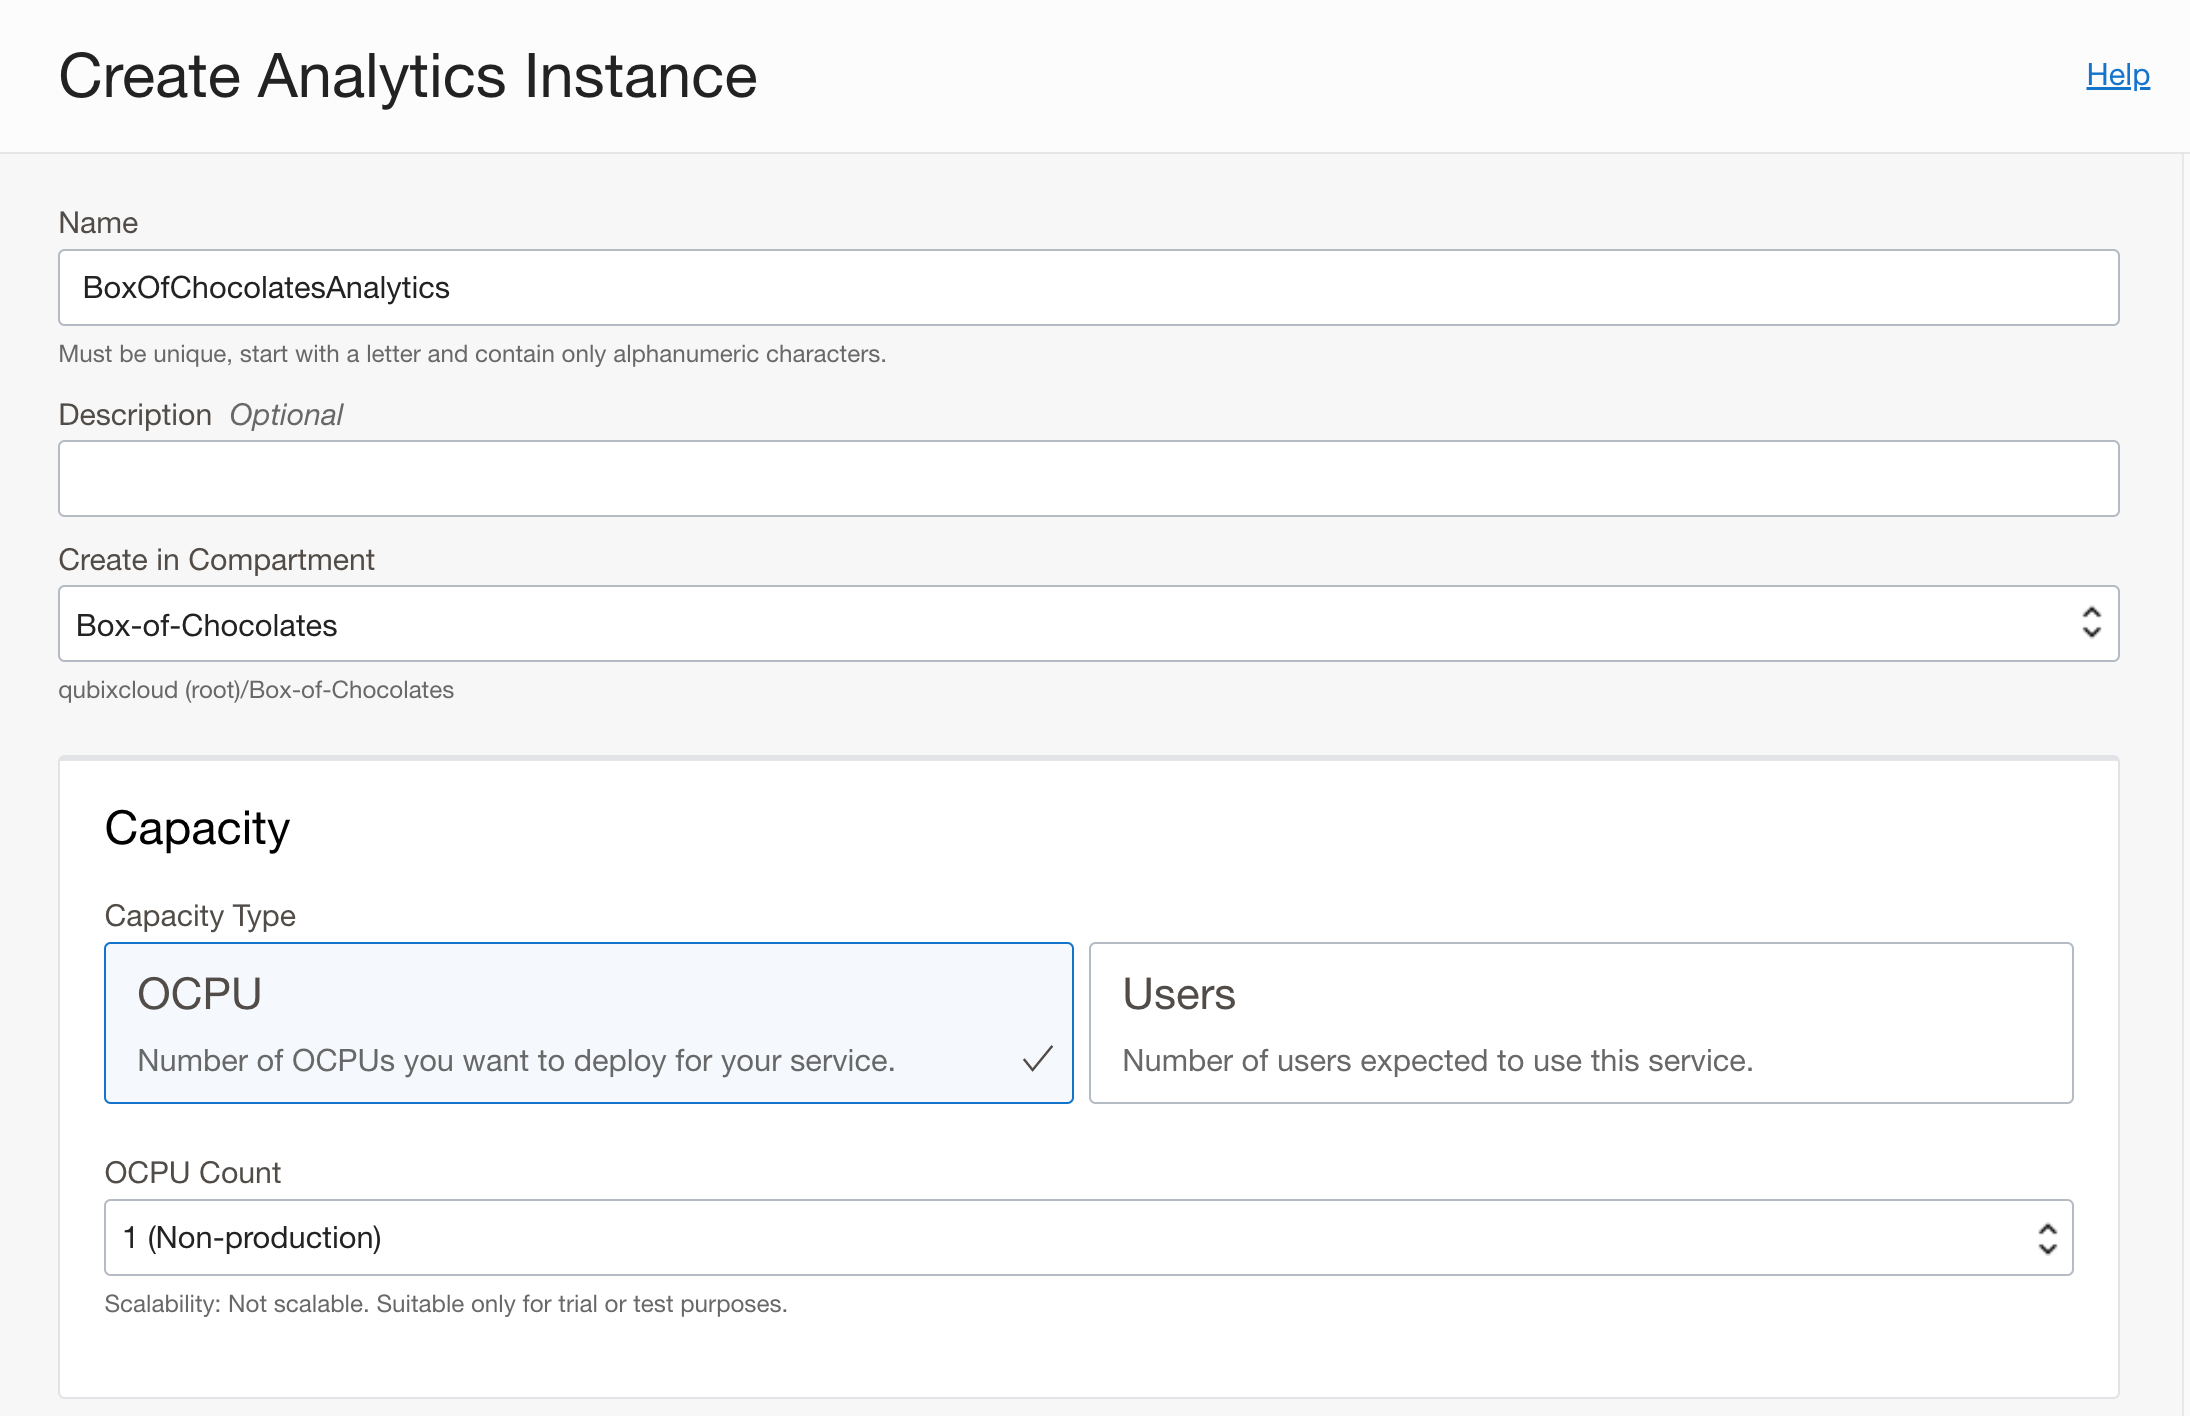 Create Analytics Instance
Help
Name
BoxOfChocolatesAnalytics
Must be unique, start with a letter and contain only alphanumeric characters.
Description Optional
Create in Compartment
Box-of-Chocolates
qubixcloud (root)/Box-of-Chocolates
Capacity
Capacity Type
OCPU
Number of OCPUs you want to deploy for your service.
Users
Number of users expected to use this service.
OCPU Count
1 (Non-production)
Scalability: Not scalable. Suitable only for trial or test purposes.